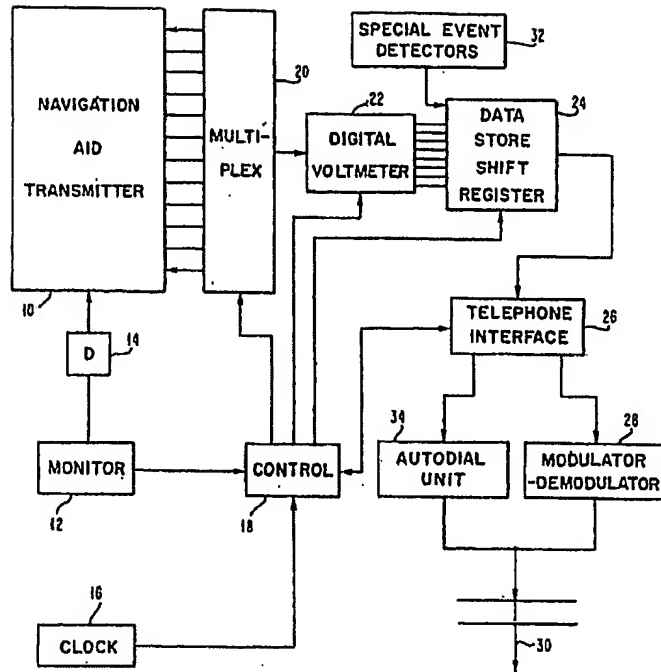 SPECIAL EVENT
DETECTORS
32
20
22
24
NAVIGATION
AID
TRANSMITTER
MULTI-
PLEX
DIGITAL
VOLTMETER
DATA
STORE
SHIFT
REGISTER
10
D
14
TELEPHONE
INTERFACE
26
34
28
MONITOR
12
CONTROL
18
AUTODIAL
UNIT
MODULATOR
-DEMODULATOR
16
CLOCK
30